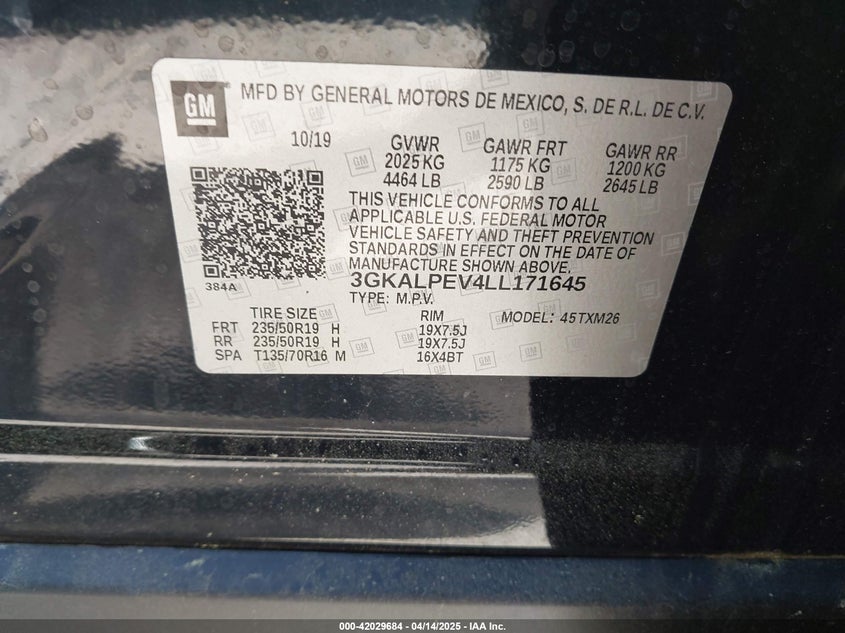 GM
MFD BY GENERAL MOTORS DE MEXICO, S. DE R.L. DE C.V.
10/19 GVWR GAWR FRT GAWR RR
2025 KG 1175 KG 1200 KG
4464 LB 2590 LB 2645 LB
THIS VEHICLE CONFORMS TO ALL
APPLICABLE U.S. FEDERAL MOTOR
VEHICLE SAFETY AND THEFT PREVENTION
STANDARDS IN EFFECT ON THE DATE OF
MANUFACTURE SHOWN ABOVE.
384A
3GKALPEV4LL171645
TYPE: M.P.V.
TIRE SIZE RIM MODEL: 45TXM26
FRT 235/50R19 H 19X7.5J
RR 235/50R19 H 19X7.5J
SPA T135/70R16 M 16X4BT
000-42029684 - 04/14/2025 - IAA Inc.